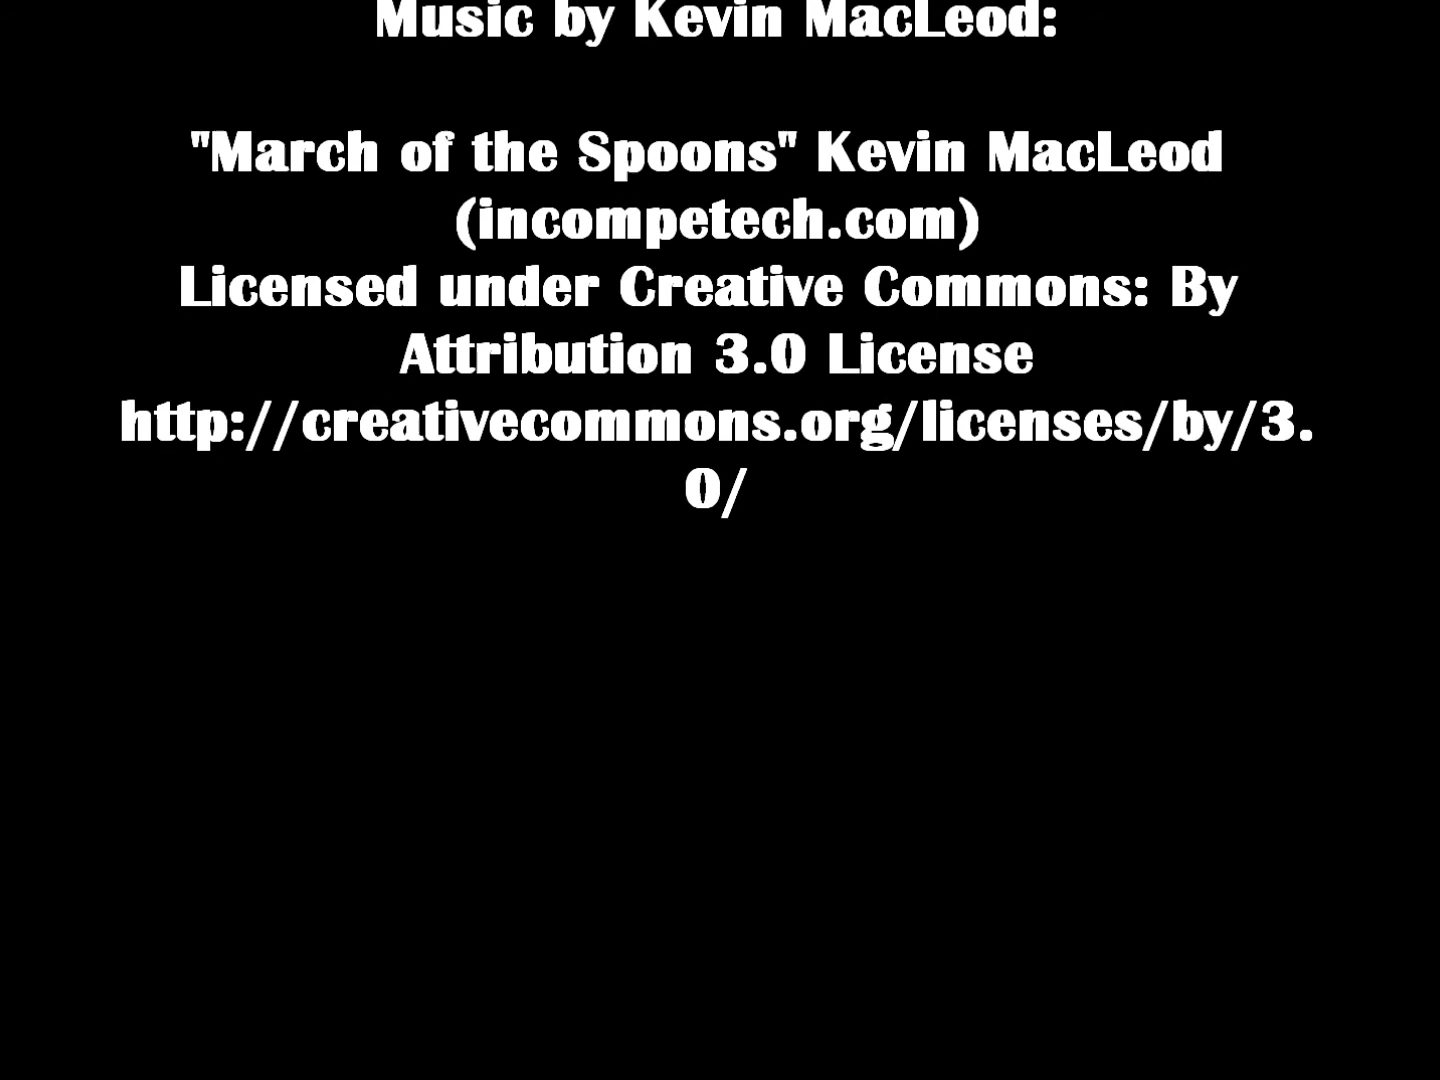 Music by Kevin MacLeod:
"March of the Spoons" Kevin MacLeod
(incompetech.com)
Licensed under Creative Commons: By
Attribution 3.0 License
http://creativecommons.org/licenses/by/3.
0/